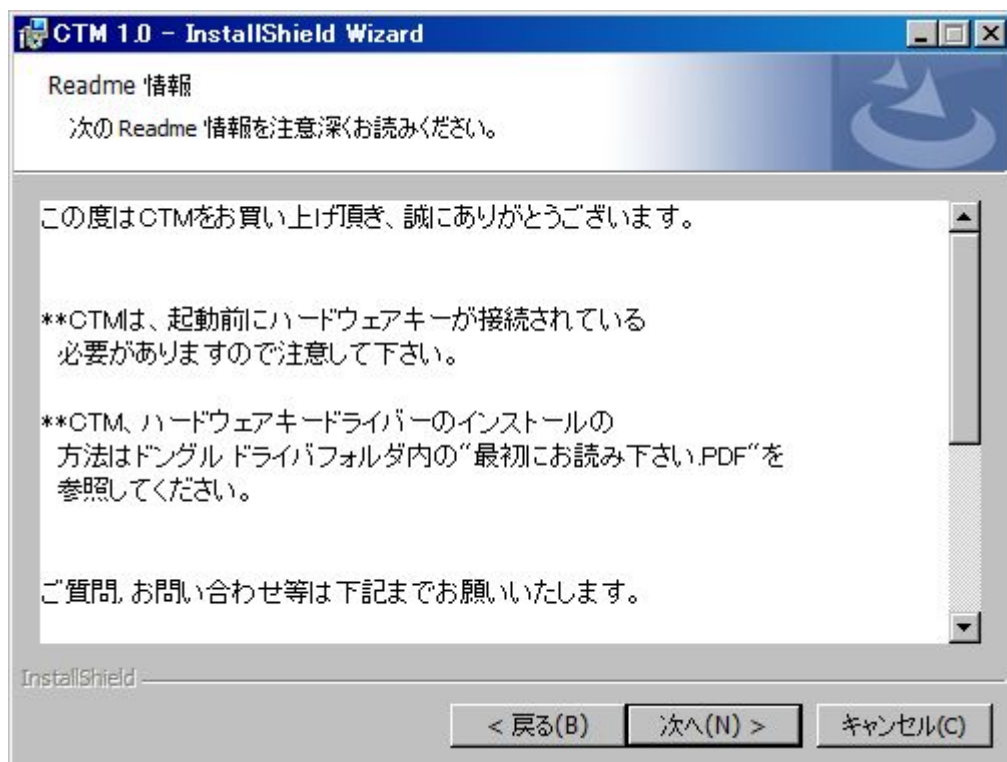 CTM 1.0 - InstallShield Wizard
Readme 情報
次の Readme 情報を注意深くお読みください。
この度はCTMをお買い上げ頂き、誠にありがとうございます。
**CTMは、起動前にハードウェアキーが接続されている
必要がありますので注意して下さい。
**CTM、ハードウェアキードライバーのインストールの
方法はドングル ドライバフォルダ内の"最初にお読み下さい.PDF"を
参照してください。
ご質問,お問い合わせ等は下記までお願いいたします。
InstallShield
< 戻る(B)
次へ(N) >
キャンセル(C)